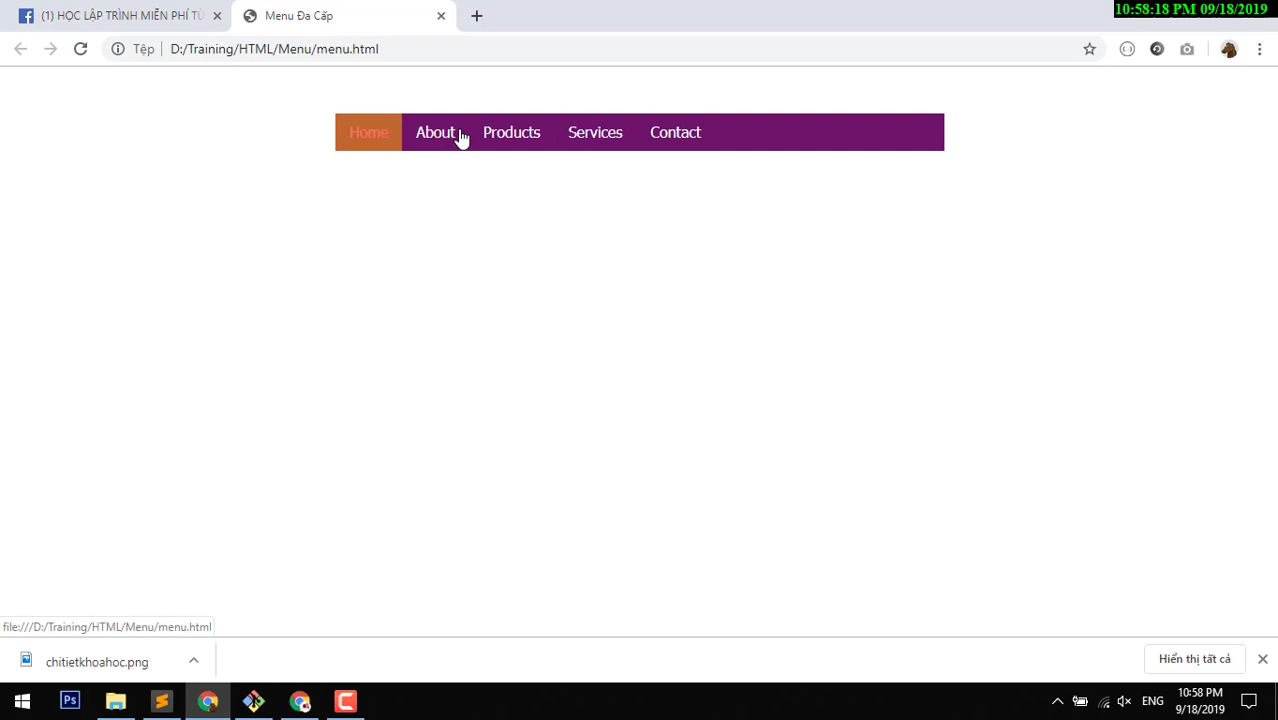 10:58:18 PM 09/18/2019
(1) HỌC LẬP TRÌNH MIỄN PHÍ TỪ
Menu Đa Cấp
Tệp
D:/Training/HTML/Menu/menu.html
Home About Products Services Contact
file:///D:/Training/HTML/Menu/menu.html
chitietkhoahoc.png
Hiển thị tất cả
Ps
ENG
10:58 PM
9/18/2019